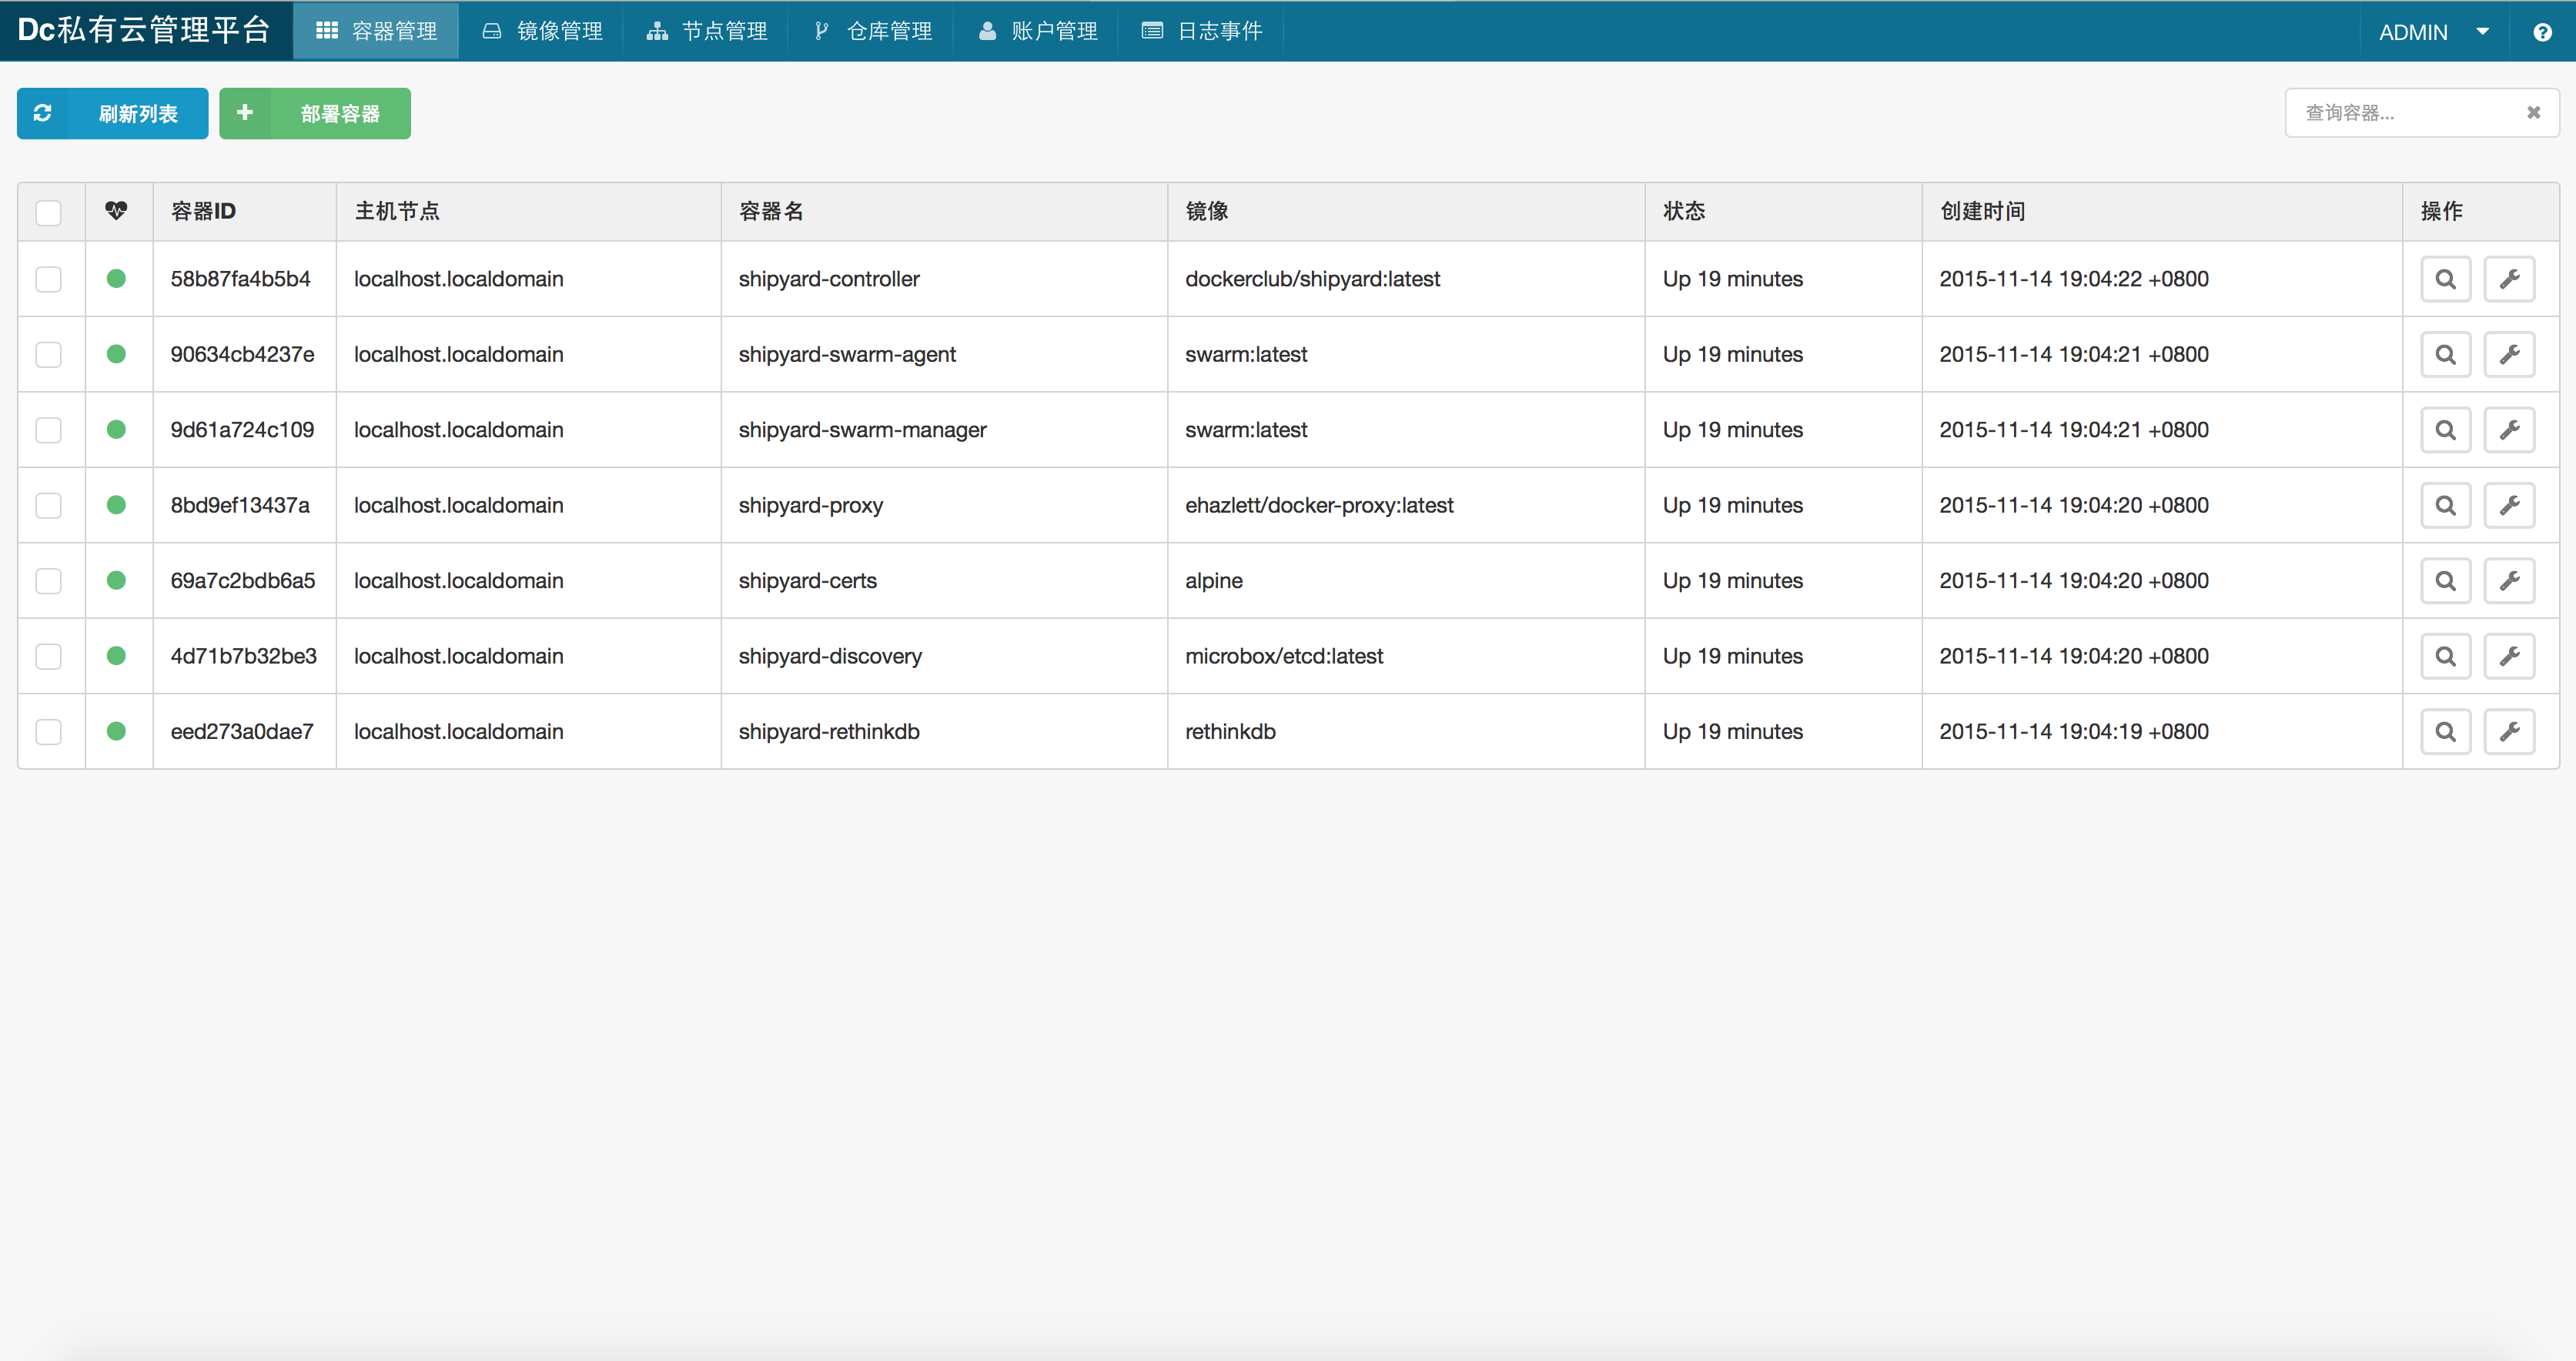 Dc私有云管理平台 容器管理 镜像管理 节点管理 仓库管理 账户管理 日志事件 ADMIN
刷新列表 部署容器 查询容器...
容器ID 主机节点 容器名 镜像 状态 创建时间 操作
58b87fa4b5b4 localhost.localdomain shipyard-controller dockerclub/shipyard:latest Up 19 minutes 2015-11-14 19:04:22 +0800
90634cb4237e localhost.localdomain shipyard-swarm-agent swarm:latest Up 19 minutes 2015-11-14 19:04:21 +0800
9d61a724c109 localhost.localdomain shipyard-swarm-manager swarm:latest Up 19 minutes 2015-11-14 19:04:21 +0800
8bd9ef13437a localhost.localdomain shipyard-proxy ehazlett/docker-proxy:latest Up 19 minutes 2015-11-14 19:04:20 +0800
69a7c2bdb6a5 localhost.localdomain shipyard-certs alpine Up 19 minutes 2015-11-14 19:04:20 +0800
4d71b7b32be3 localhost.localdomain shipyard-discovery microbox/etcd:latest Up 19 minutes 2015-11-14 19:04:20 +0800
eed273a0dae7 localhost.localdomain shipyard-rethinkdb rethinkdb Up 19 minutes 2015-11-14 19:04:19 +0800